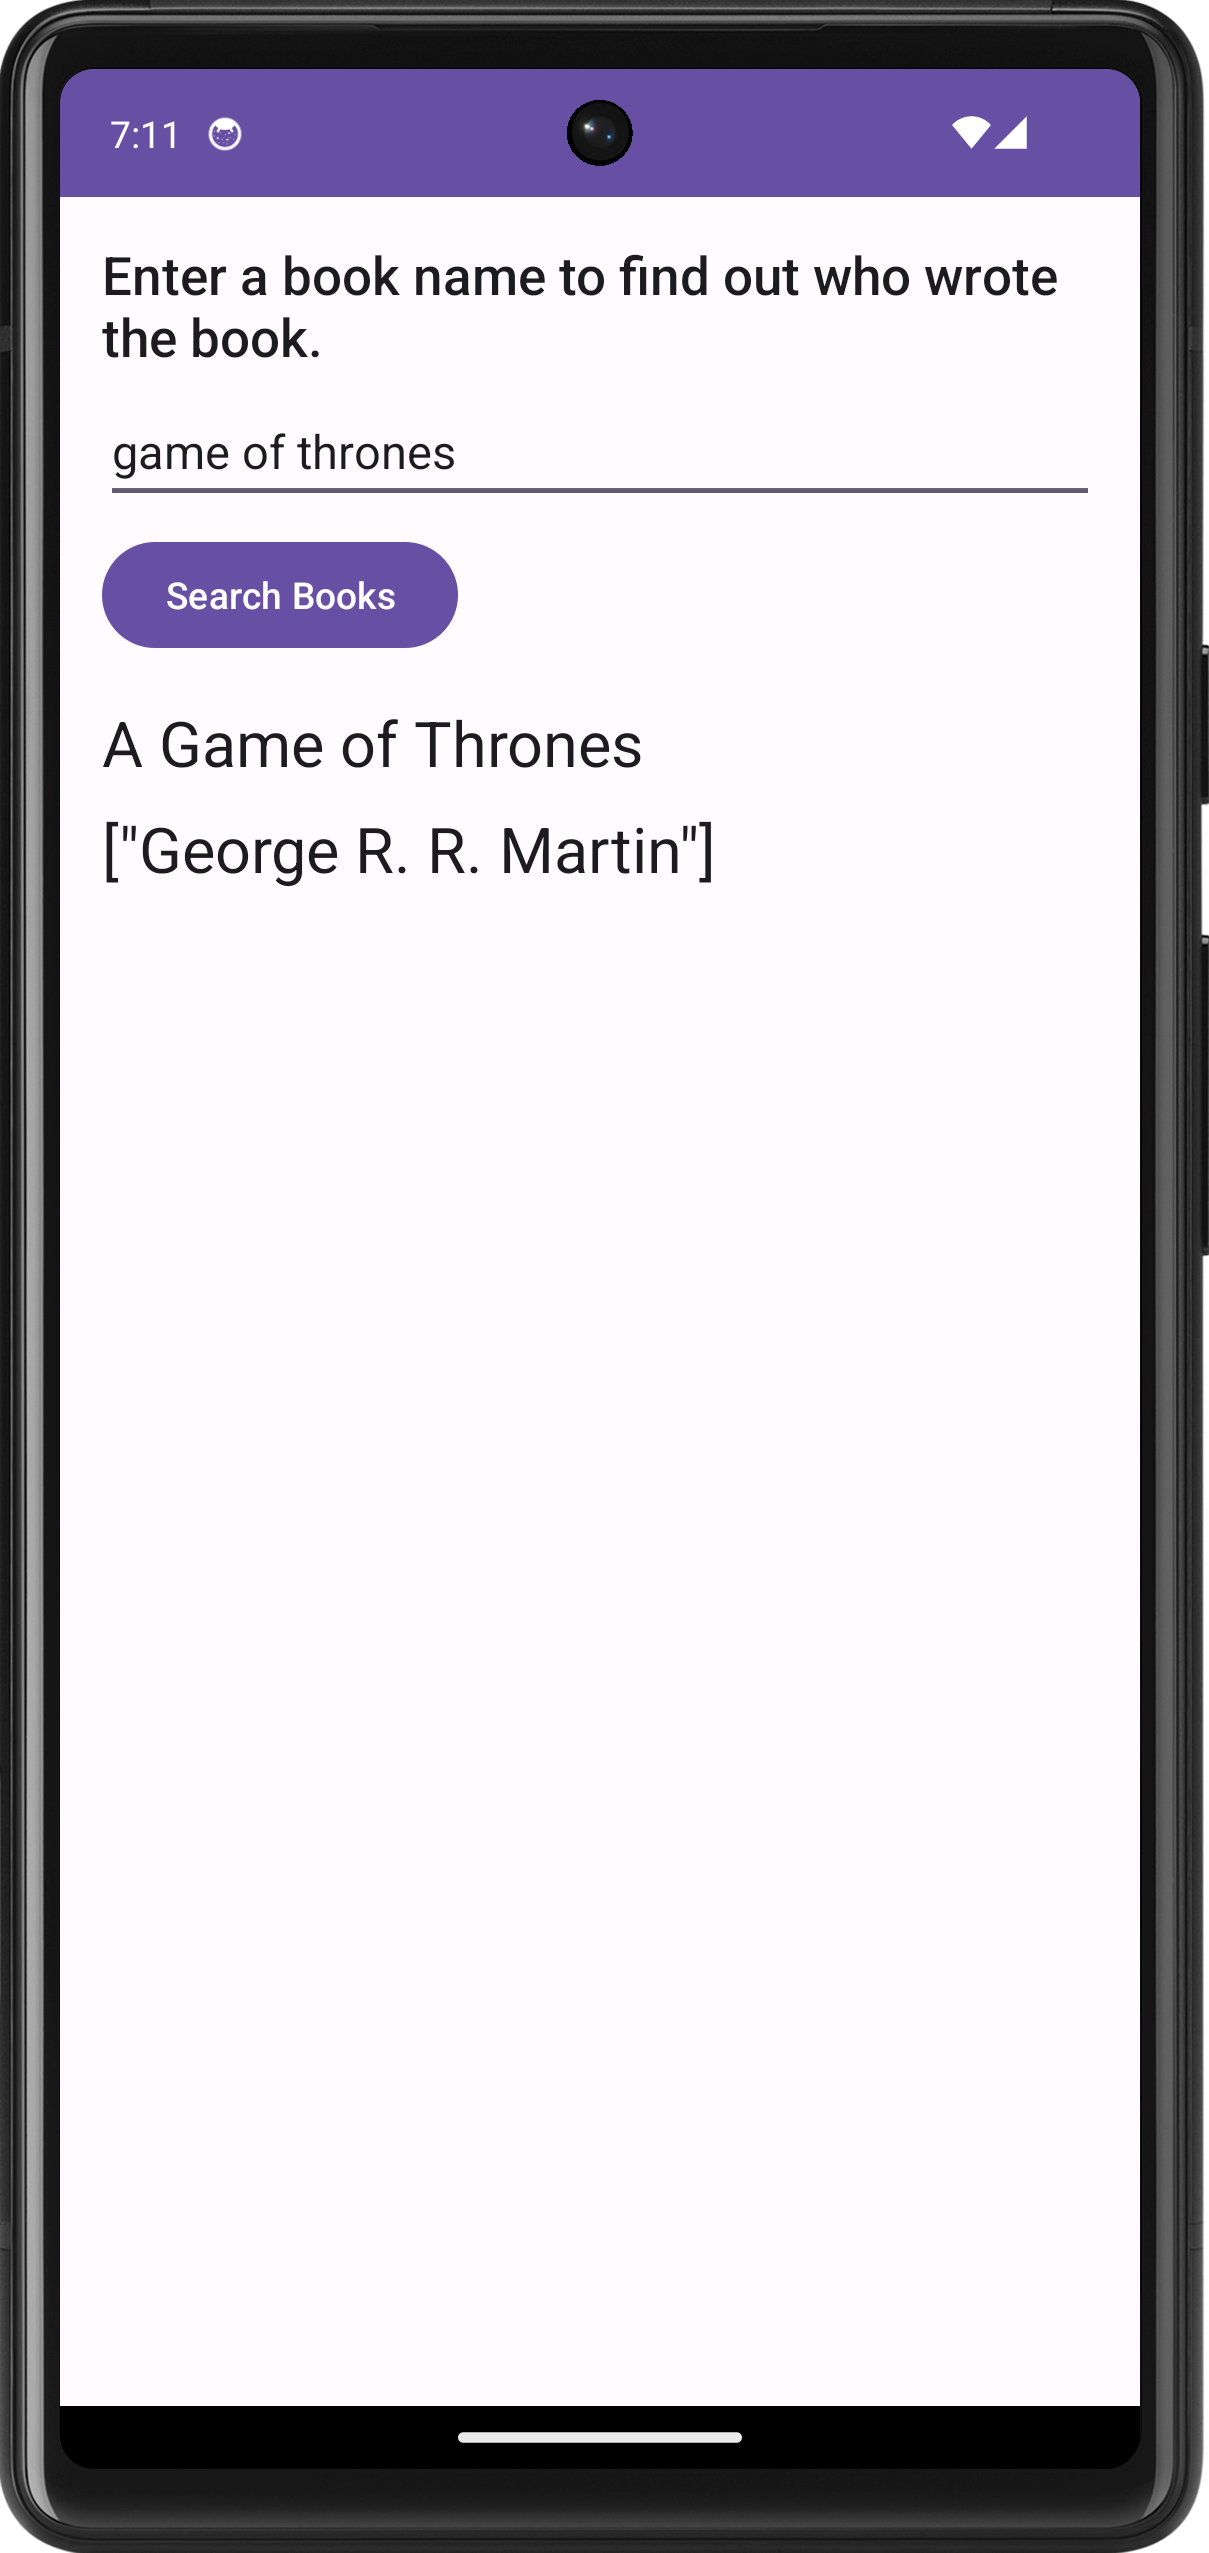 7:11
Enter a book name to find out who wrote
the book.
game of thrones
Search Books
A Game of Thrones
["George R. R. Martin"]